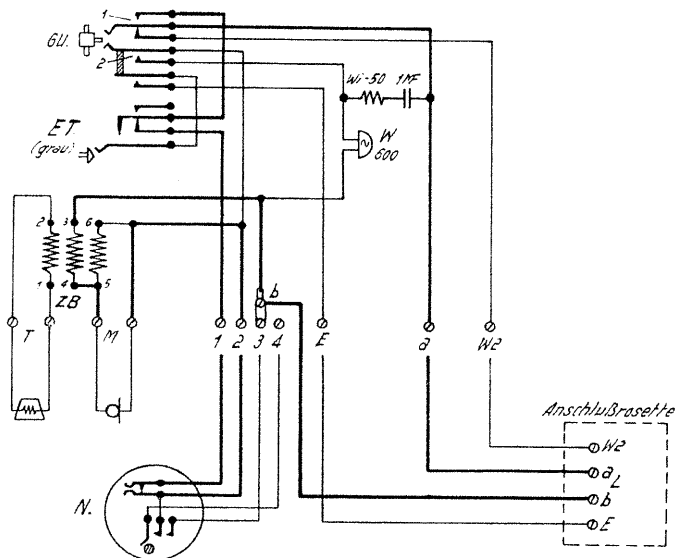 1
GU.
2
Wi-50 1MF
ET.
(grau)
W
600
2 3 6
1 4 5
ZB
b
T M 1 2 3 4 E a W2
Anschlußrosette
W2
a
L
b
E
N.